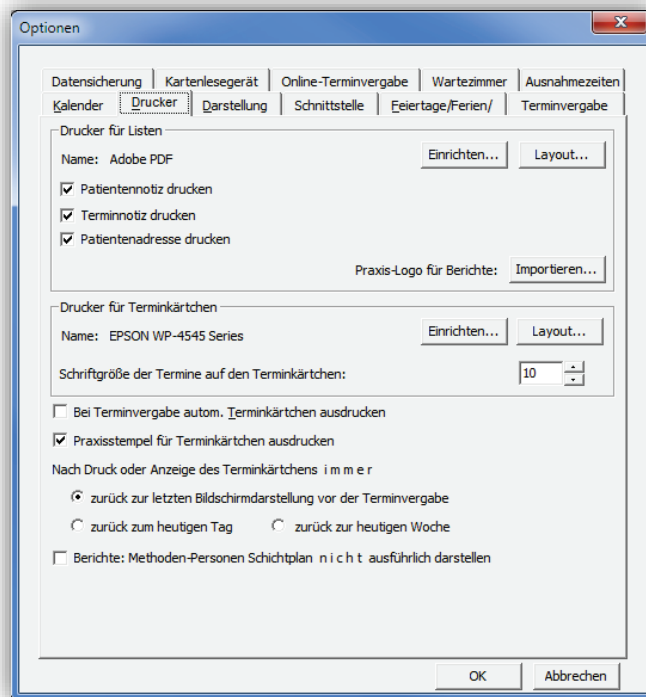 Optionen
Datensicherung Kartenlesegerät Online-Terminvergabe Wartezimmer Ausnahmezeiten
Kalender Drucker Darstellung Schnittstelle Feiertage/Ferien/ Terminvergabe
Drucker für Listen
Name: Adobe PDF Einrichten... Layout...
Patientennotiz drucken
Terminnotiz drucken
Patientenadresse drucken
Praxis-Logo für Berichte: Importieren...
Drucker für Terminkärtchen
Name: EPSON WP-4545 Series Einrichten... Layout...
Schriftgröße der Termine auf den Terminkärtchen: 10
Bei Terminvergabe autom. Terminkärtchen ausdrucken
Praxisstempel für Terminkärtchen ausdrucken
Nach Druck oder Anzeige des Terminkärtchens i m m e r
zurück zur letzten Bildschirmdarstellung vor der Terminvergabe
zurück zum heutigen Tag zurück zur heutigen Woche
Berichte: Methoden-Personen Schichtplan n i c h t ausführlich darstellen
OK Abbrechen